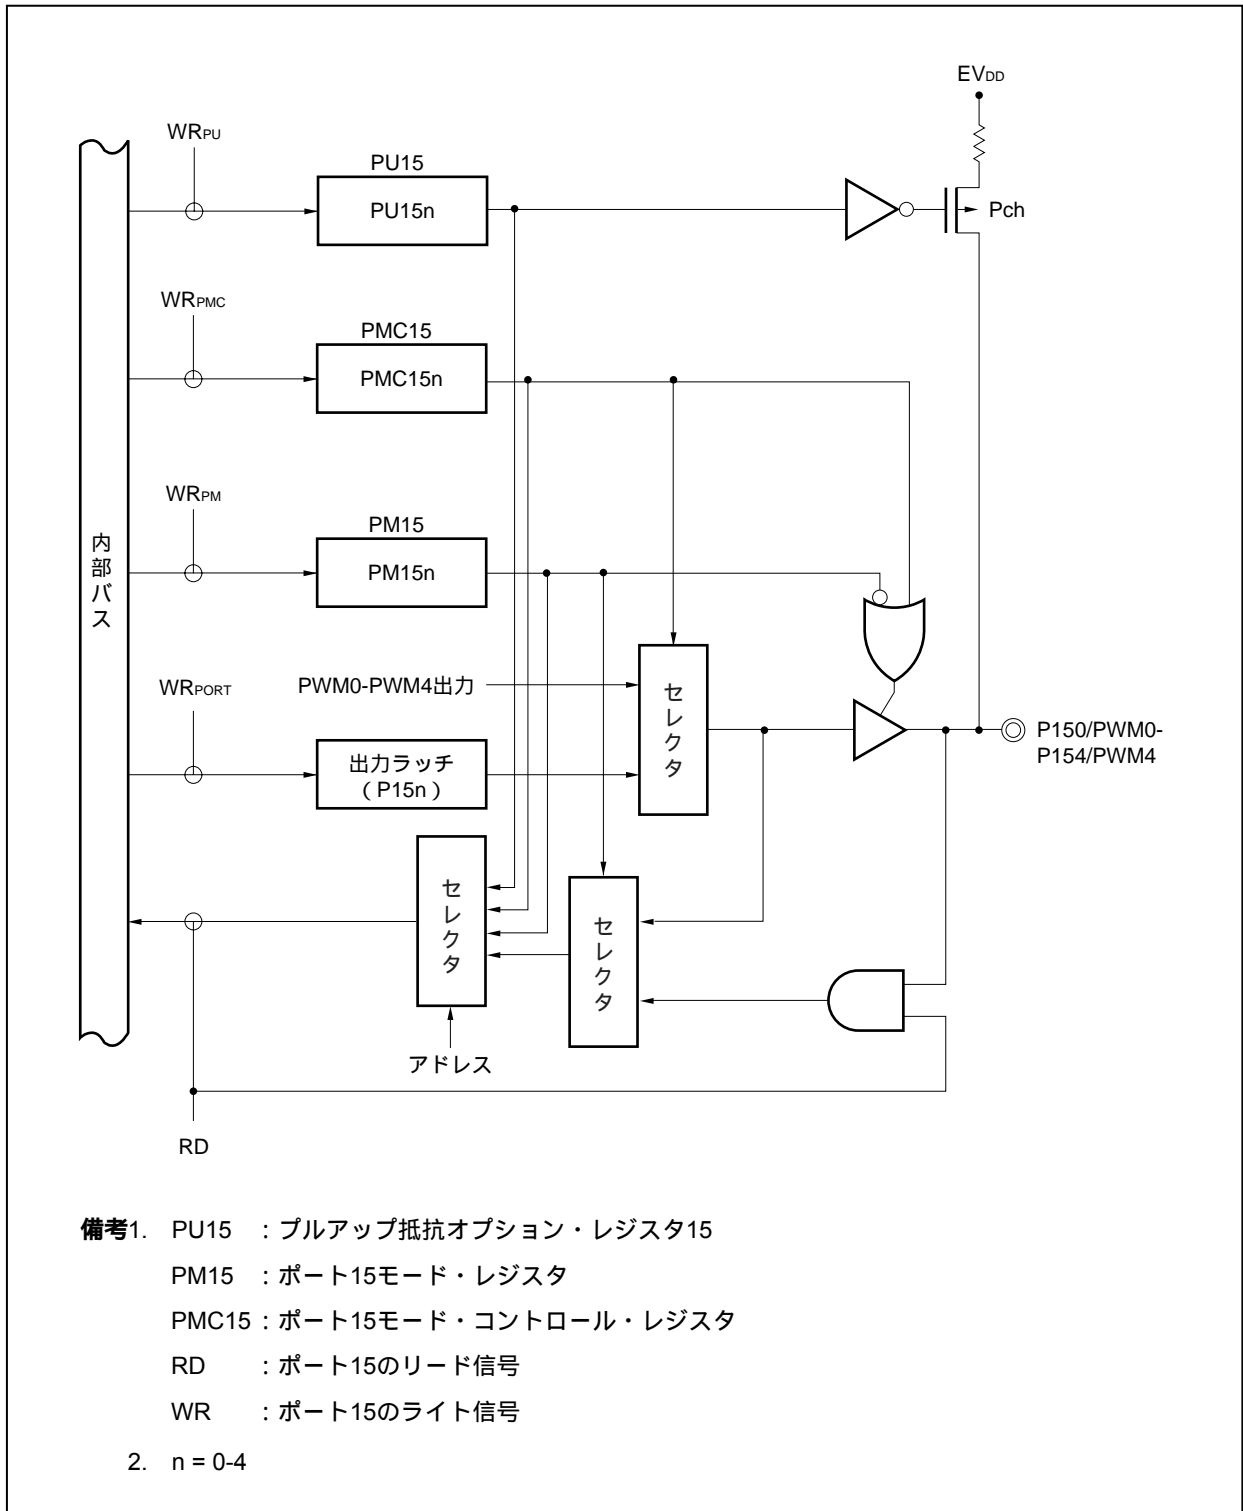 EVDD
WRPU
PU15
PU15n
Pch
WRPMC
PMC15
PMC15n
WRPM
PM15
PM15n
内部バス
WRPORT
PWM0-PWM4出力
セレクタ
出力ラッチ
（P15n）
P150/PWM0-
P154/PWM4
セレクタ
セレクタ
アドレス
RD
備考1. PU15 ：プルアップ抵抗オプション・レジスタ15
PM15 ：ポート15モード・レジスタ
PMC15：ポート15モード・コントロール・レジスタ
RD ：ポート15のリード信号
WR ：ポート15のライト信号
2. n = 0-4